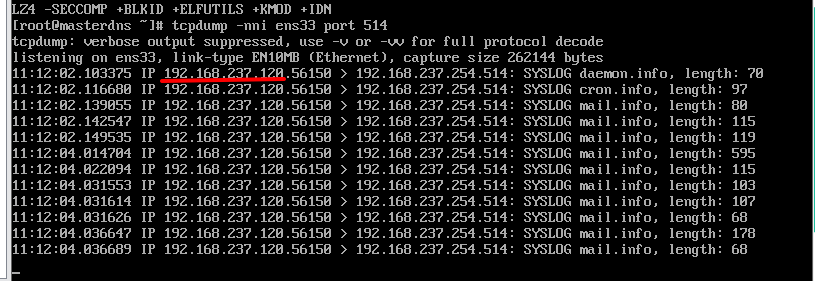 LZ4 -SECCOMP +BLKID +ELFUTILS +KMOD +IDN
[root@masterdns ~]# tcpdump -nni ens33 port 514
tcpdump: verbose output suppressed, use -v or -vv for full protocol decode
listening on ens33, link-type EN10MB (Ethernet), capture size 262144 bytes
11:12:02.103375 IP 192.168.237.120.56150 > 192.168.237.254.514: SYSLOG daemon.info, length: 70
11:12:02.116680 IP 192.168.237.120.56150 > 192.168.237.254.514: SYSLOG cron.info, length: 97
11:12:02.139055 IP 192.168.237.120.56150 > 192.168.237.254.514: SYSLOG mail.info, length: 80
11:12:02.142547 IP 192.168.237.120.56150 > 192.168.237.254.514: SYSLOG mail.info, length: 115
11:12:02.149535 IP 192.168.237.120.56150 > 192.168.237.254.514: SYSLOG mail.info, length: 119
11:12:04.014704 IP 192.168.237.120.56150 > 192.168.237.254.514: SYSLOG mail.info, length: 595
11:12:04.022094 IP 192.168.237.120.56150 > 192.168.237.254.514: SYSLOG mail.info, length: 115
11:12:04.031553 IP 192.168.237.120.56150 > 192.168.237.254.514: SYSLOG mail.info, length: 103
11:12:04.031614 IP 192.168.237.120.56150 > 192.168.237.254.514: SYSLOG mail.info, length: 107
11:12:04.031626 IP 192.168.237.120.56150 > 192.168.237.254.514: SYSLOG mail.info, length: 68
11:12:04.036647 IP 192.168.237.120.56150 > 192.168.237.254.514: SYSLOG mail.info, length: 178
11:12:04.036689 IP 192.168.237.120.56150 > 192.168.237.254.514: SYSLOG mail.info, length: 68